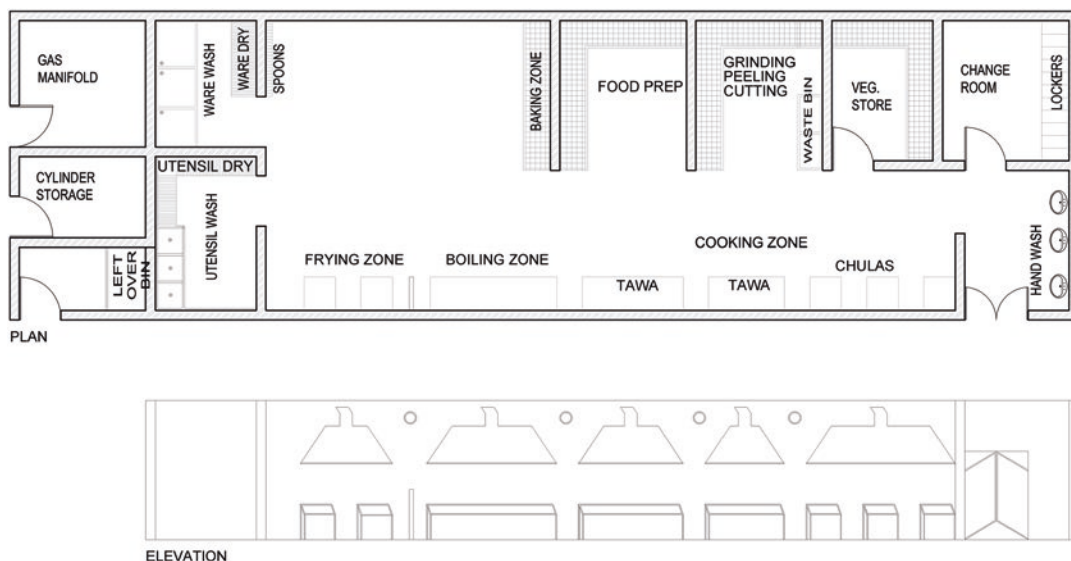 GAS
MANIFOLD
WARE WASH
WARE DRY
SPOONS
BAKING ZONE
FOOD PREP
GRINDING
PEELING
CUTTING
WASTE BIN
VEG.
STORE
CHANGE
ROOM
LOCKERS
CYLINDER
STORAGE
UTENSIL DRY
UTENSIL WASH
LEFT
OVER
BIN
FRYING ZONE
BOILING ZONE
COOKING ZONE
TAWA
TAWA
CHULAS
HAND WASH
PLAN
ELEVATION